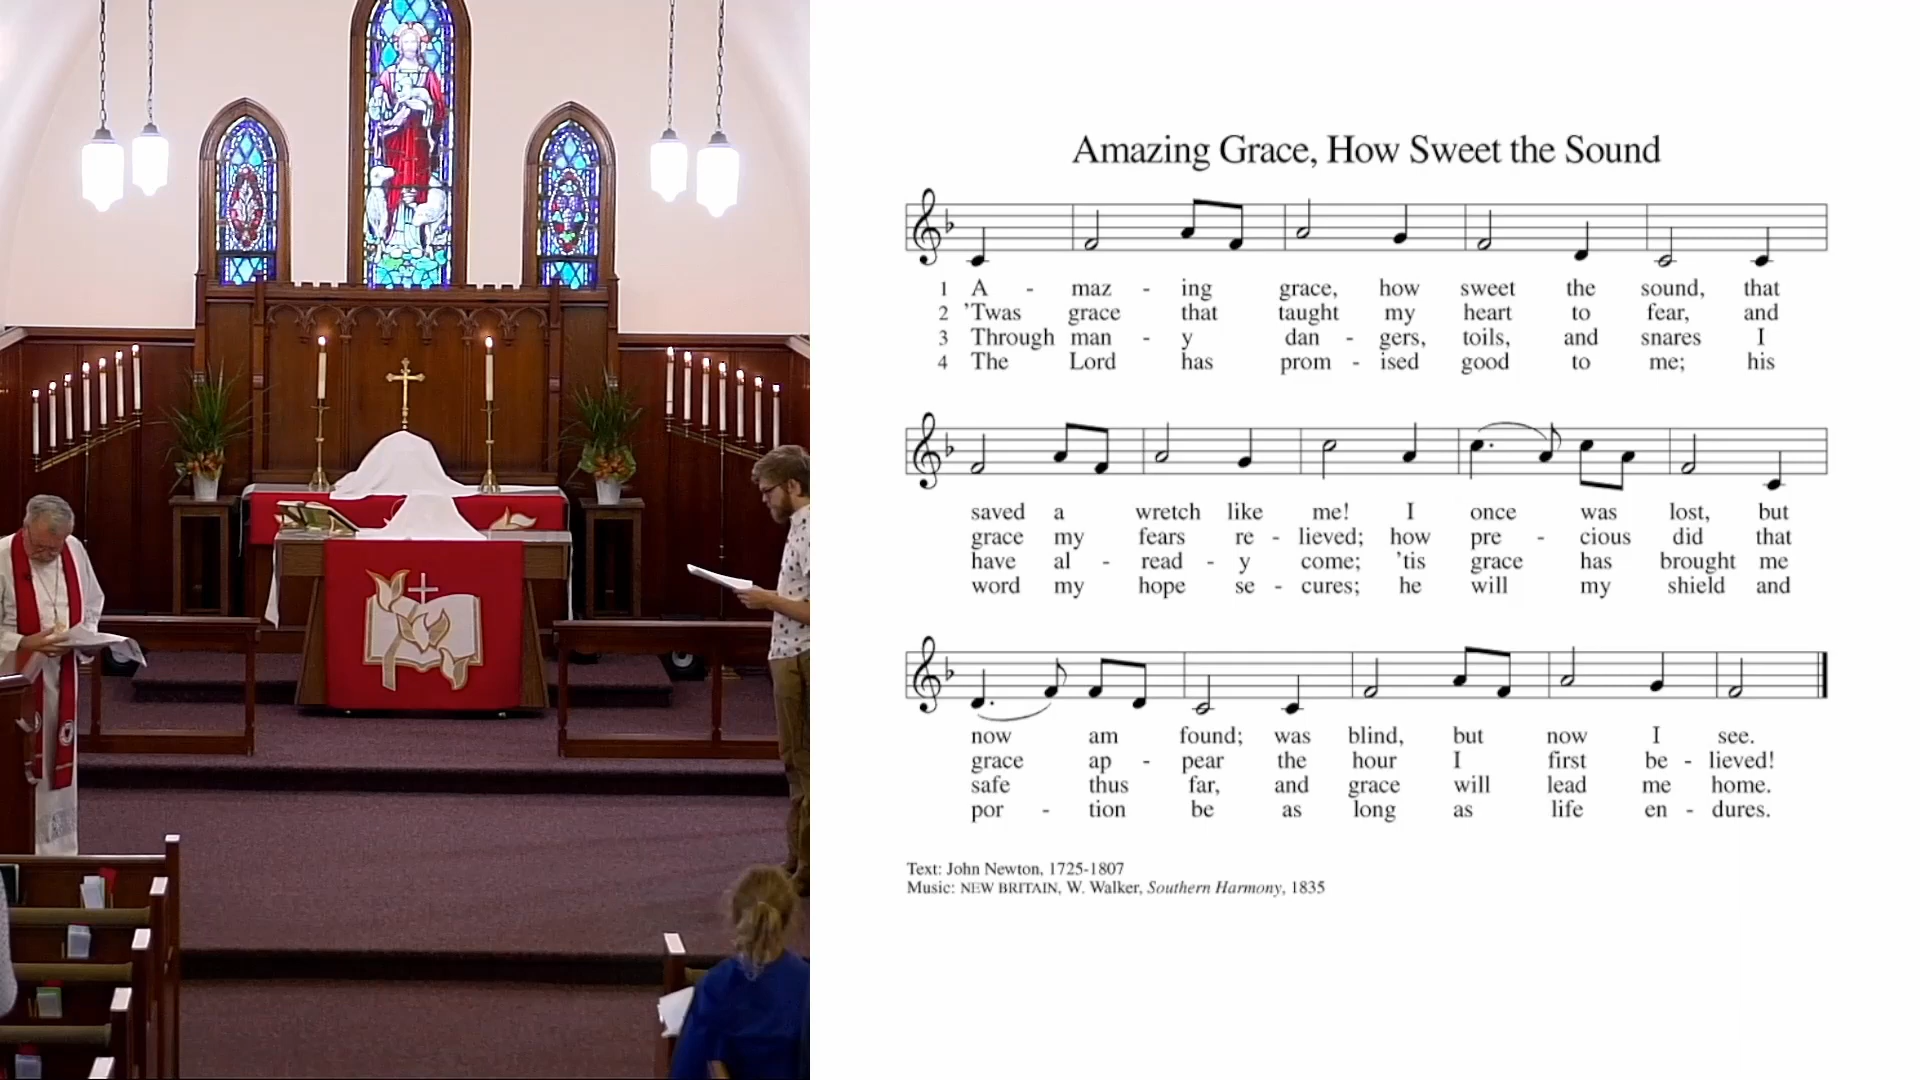 Amazing Grace, How Sweet the Sound
1 A - maz - ing grace, how sweet the sound, that
2 ’Twas grace that taught my heart to fear, and
3 Through man - y dan - gers, toils, and snares I
4 The Lord has prom - ised good to me; his
saved a wretch like me! I once was lost, but
grace my fears re - lieved; how pre - cious did that
have al - read - y come; ’tis grace has brought me
word my hope se - cures; he will my shield and
now am found; was blind, but now I see.
grace ap - pear the hour I first be - lieved!
safe thus far, and grace will lead me home.
por - tion be as long as life en - dures.
Text: John Newton, 1725-1807
Music: NEW BRITAIN, W. Walker, Southern Harmony, 1835